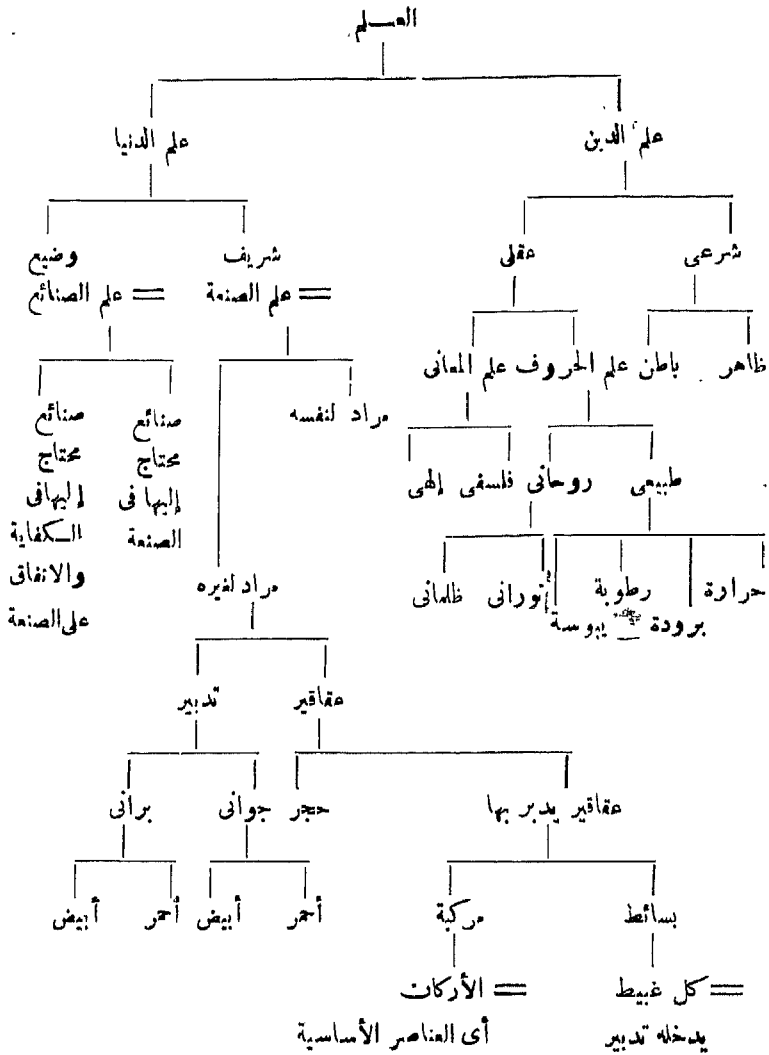 العلم
علم الدين علم الدنيا
شرعى عقلى شريف وضيع
= علم الصنعة = علم الصنائع
ظاهر باطن علم الحروف علم المعانى
مراد لنفسه صنائع صنائع
محتاج محتاج
طبيعى روحانى فلسفى إلهى إليها فى إليها فى
الصنعة الكفاية
حرارة رطوبة نورانى ظلمانى مراد لغيره والانفاق
برودة يبوسة على الصنعة
عقاقير تدبير
عقاقير يدبر بها حجر جوانى برانى
بسائط مركبة أحمر أبيض أحمر أبيض
= كل غبيط = الأركان
يدخله تدبير أى العناصر الأساسية